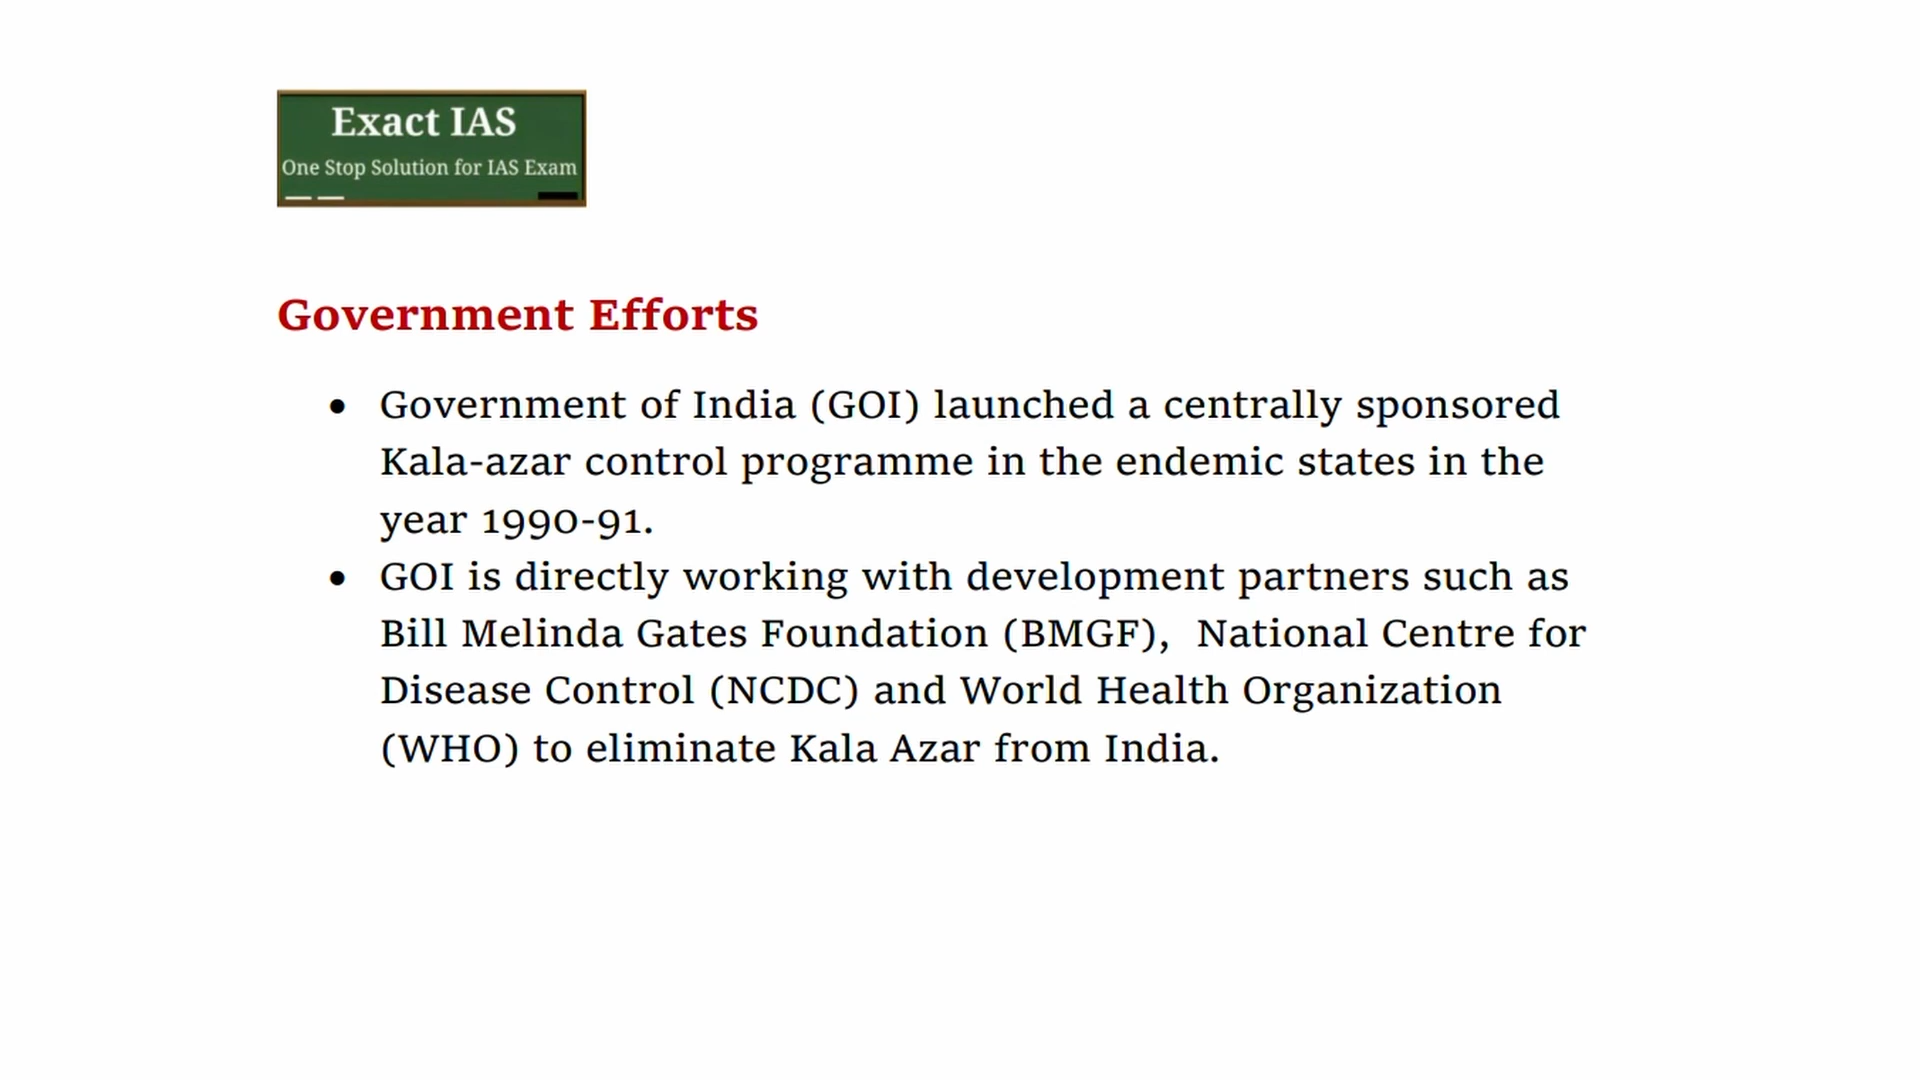 Exact IAS
One Stop Solution for IAS Exam
Government Efforts
• Government of India (GOI) launched a centrally sponsored
Kala-azar control programme in the endemic states in the
year 1990-91.
• GOI is directly working with development partners such as
Bill Melinda Gates Foundation (BMGF),  National Centre for
Disease Control (NCDC) and World Health Organization
(WHO) to eliminate Kala Azar from India.